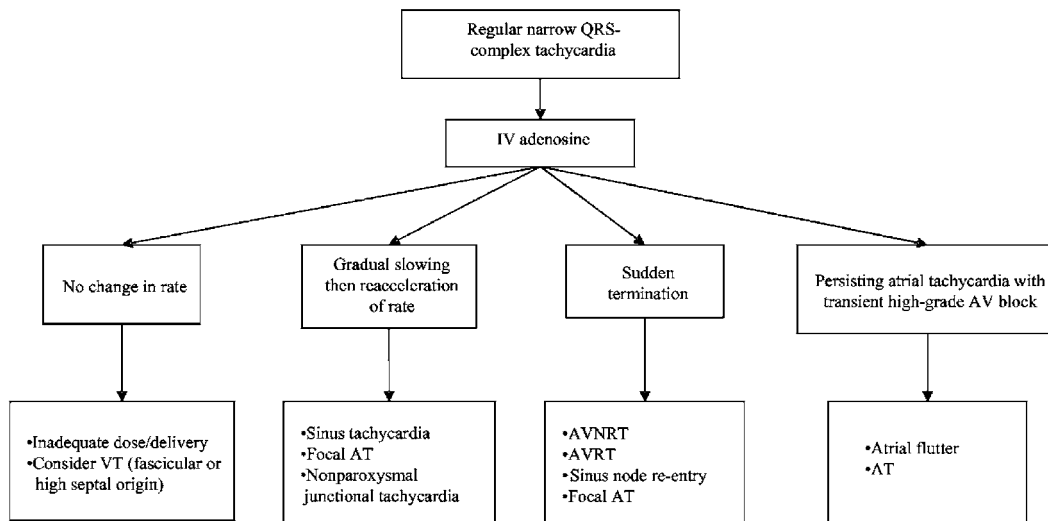 Regular narrow QRS-
complex tachycardia
IV adenosine
No change in rate
Gradual slowing
then reacceleration
of rate
Sudden
termination
Persisting atrial tachycardia with
transient high-grade AV block
•Inadequate dose/delivery
•Consider VT (fascicular or
high septal origin)
•Sinus tachycardia
•Focal AT
•Nonparoxysmal
junctional tachycardia
•AVNRT
•AVRT
•Sinus node re-entry
•Focal AT
•Atrial flutter
•AT